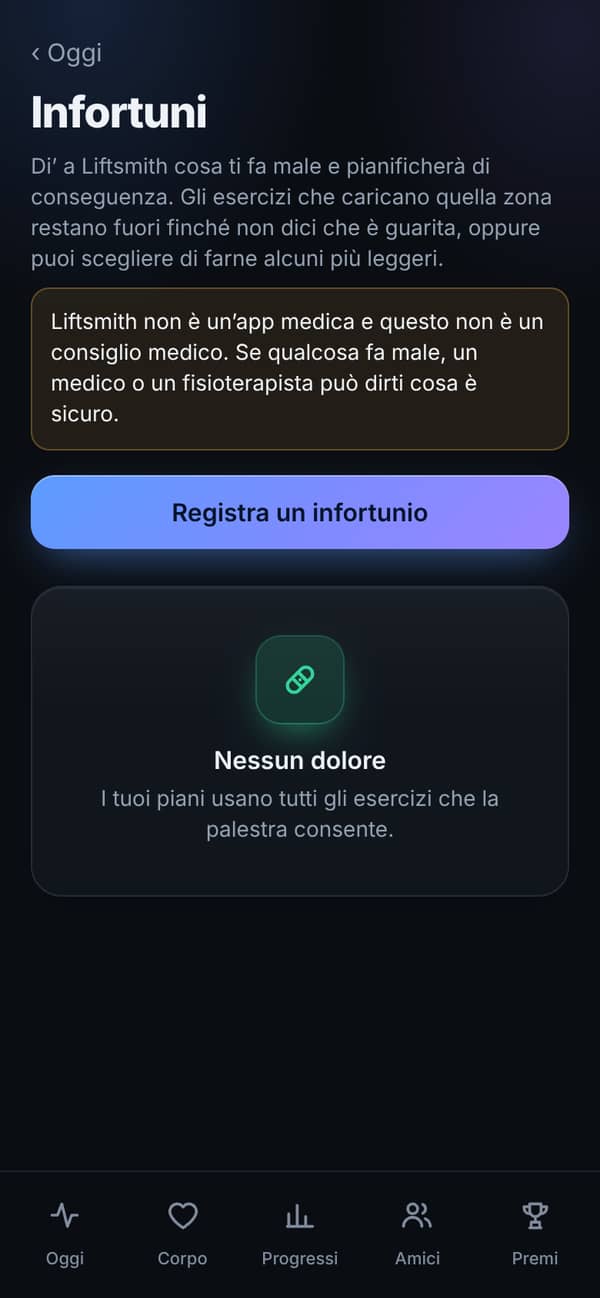 ‹ Oggi
Infortuni
Di’ a Liftsmith cosa ti fa male e pianificherà di
conseguenza. Gli esercizi che caricano quella zona
restano fuori finché non dici che è guarita, oppure
puoi scegliere di farne alcuni più leggeri.
Liftsmith non è un’app medica e questo non è un
consiglio medico. Se qualcosa fa male, un
medico o un fisioterapista può dirti cosa è
sicuro.
Registra un infortunio
Nessun dolore
I tuoi piani usano tutti gli esercizi che la
palestra consente.
Oggi
Corpo
Progressi
Amici
Premi